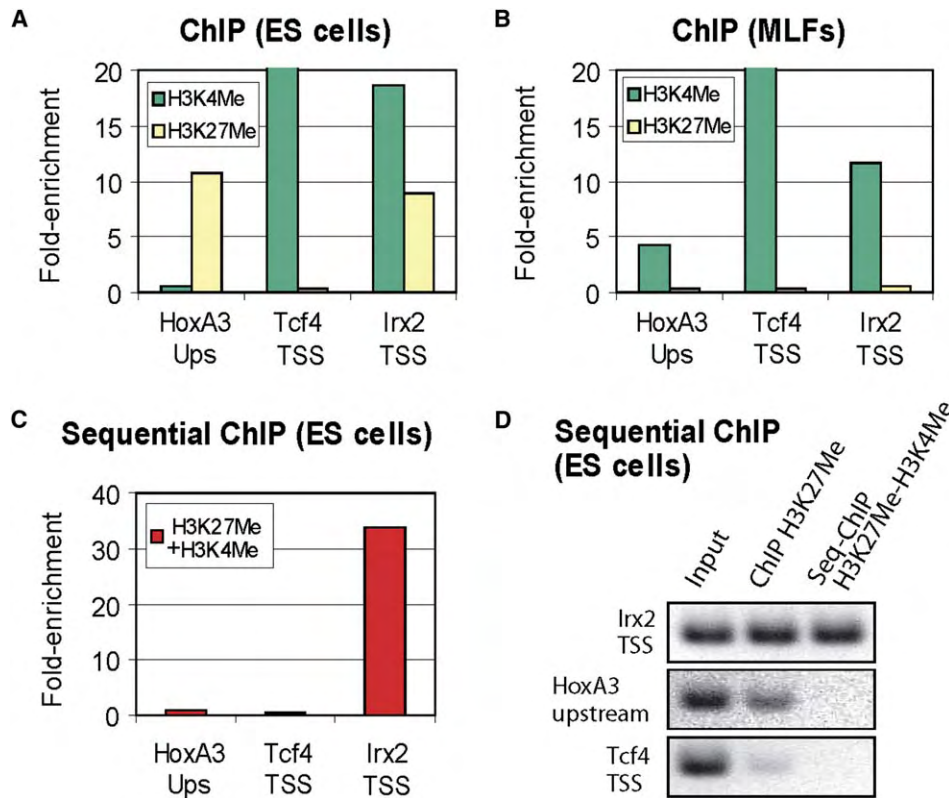 A
ChIP (ES cells)
Fold-enrichment
20
15
10
5
0
H3K4Me
H3K27Me
HoxA3
Ups
Tcf4
TSS
Irx2
TSS
B
ChIP (MLFs)
Fold-enrichment
20
15
10
5
0
H3K4Me
H3K27Me
HoxA3
Ups
Tcf4
TSS
Irx2
TSS
C
Sequential ChIP (ES cells)
Fold-enrichment
40
30
20
10
0
H3K27Me
+H3K4Me
HoxA3
Ups
Tcf4
TSS
Irx2
TSS
D
Sequential ChIP
(ES cells)
Input
ChIP H3K27Me
Seq-ChIP
H3K27Me-H3K4Me
Irx2
TSS
HoxA3
upstream
Tcf4
TSS